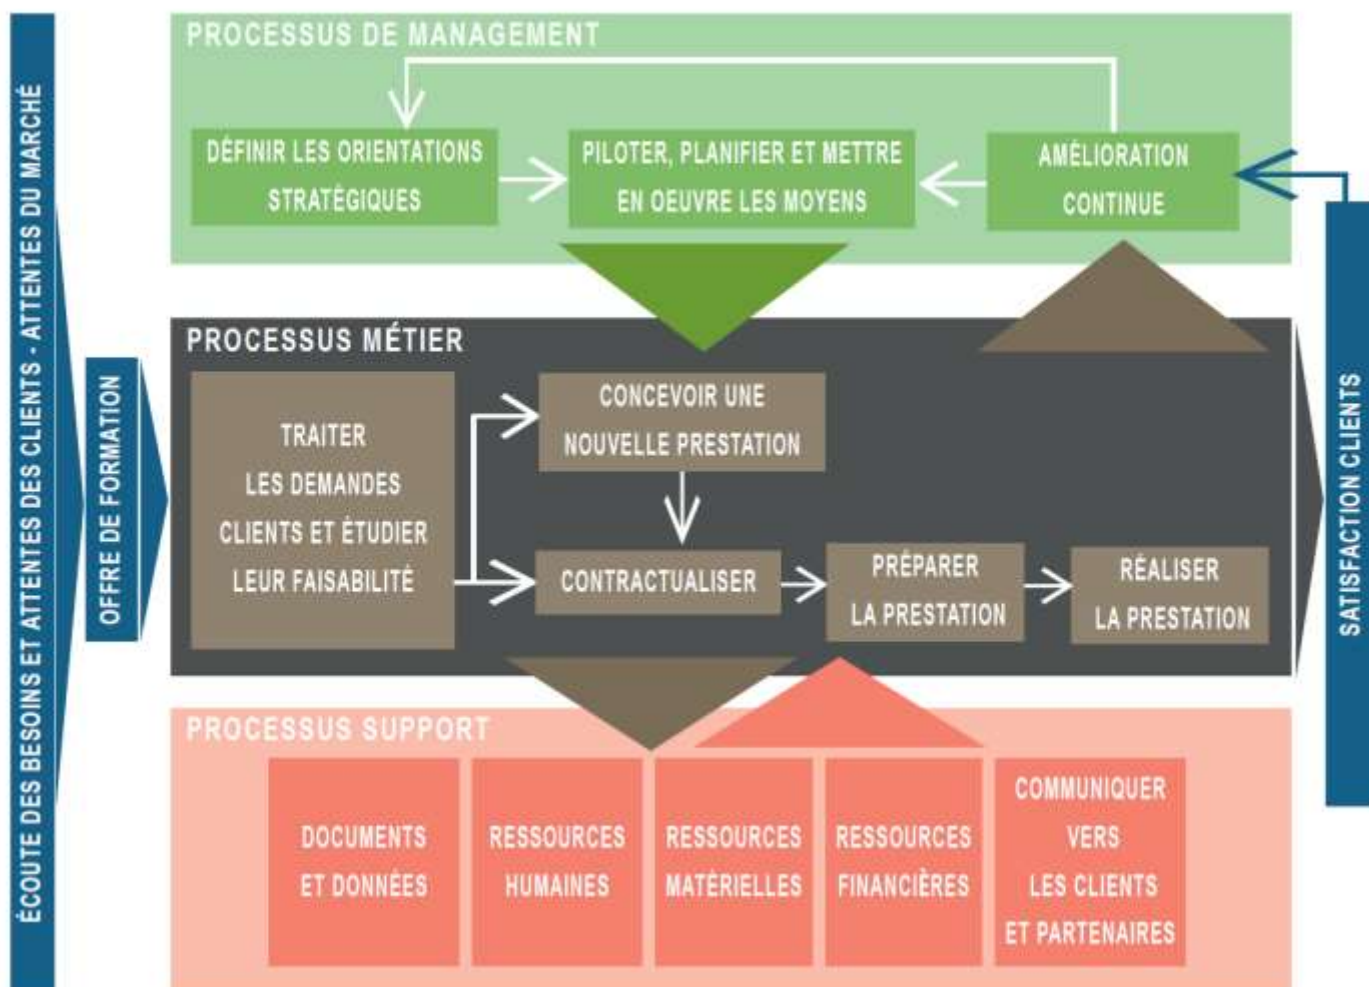 ÉCOUTE DES BESOINS ET ATTENTES DES CLIENTS - ATTENTES DU MARCHÉ
OFFRE DE FORMATION
PROCESSUS DE MANAGEMENT
DÉFINIR LES ORIENTATIONS
STRATÉGIQUES
PILOTER, PLANIFIER ET METTRE
EN OEUVRE LES MOYENS
AMÉLIORATION
CONTINUE
PROCESSUS MÉTIER
TRAITER
LES DEMANDES
CLIENTS ET ÉTUDIER
LEUR FAISABILITÉ
CONCEVOIR UNE
NOUVELLE PRESTATION
CONTRACTUALISER
PRÉPARER
LA PRESTATION
RÉALISER
LA PRESTATION
PROCESSUS SUPPORT
DOCUMENTS
ET DONNÉES
RESSOURCES
HUMAINES
RESSOURCES
MATÉRIELLES
RESSOURCES
FINANCIÈRES
COMMUNIQUER
VERS
LES CLIENTS
ET PARTENAIRES
SATISFACTION CLIENTS